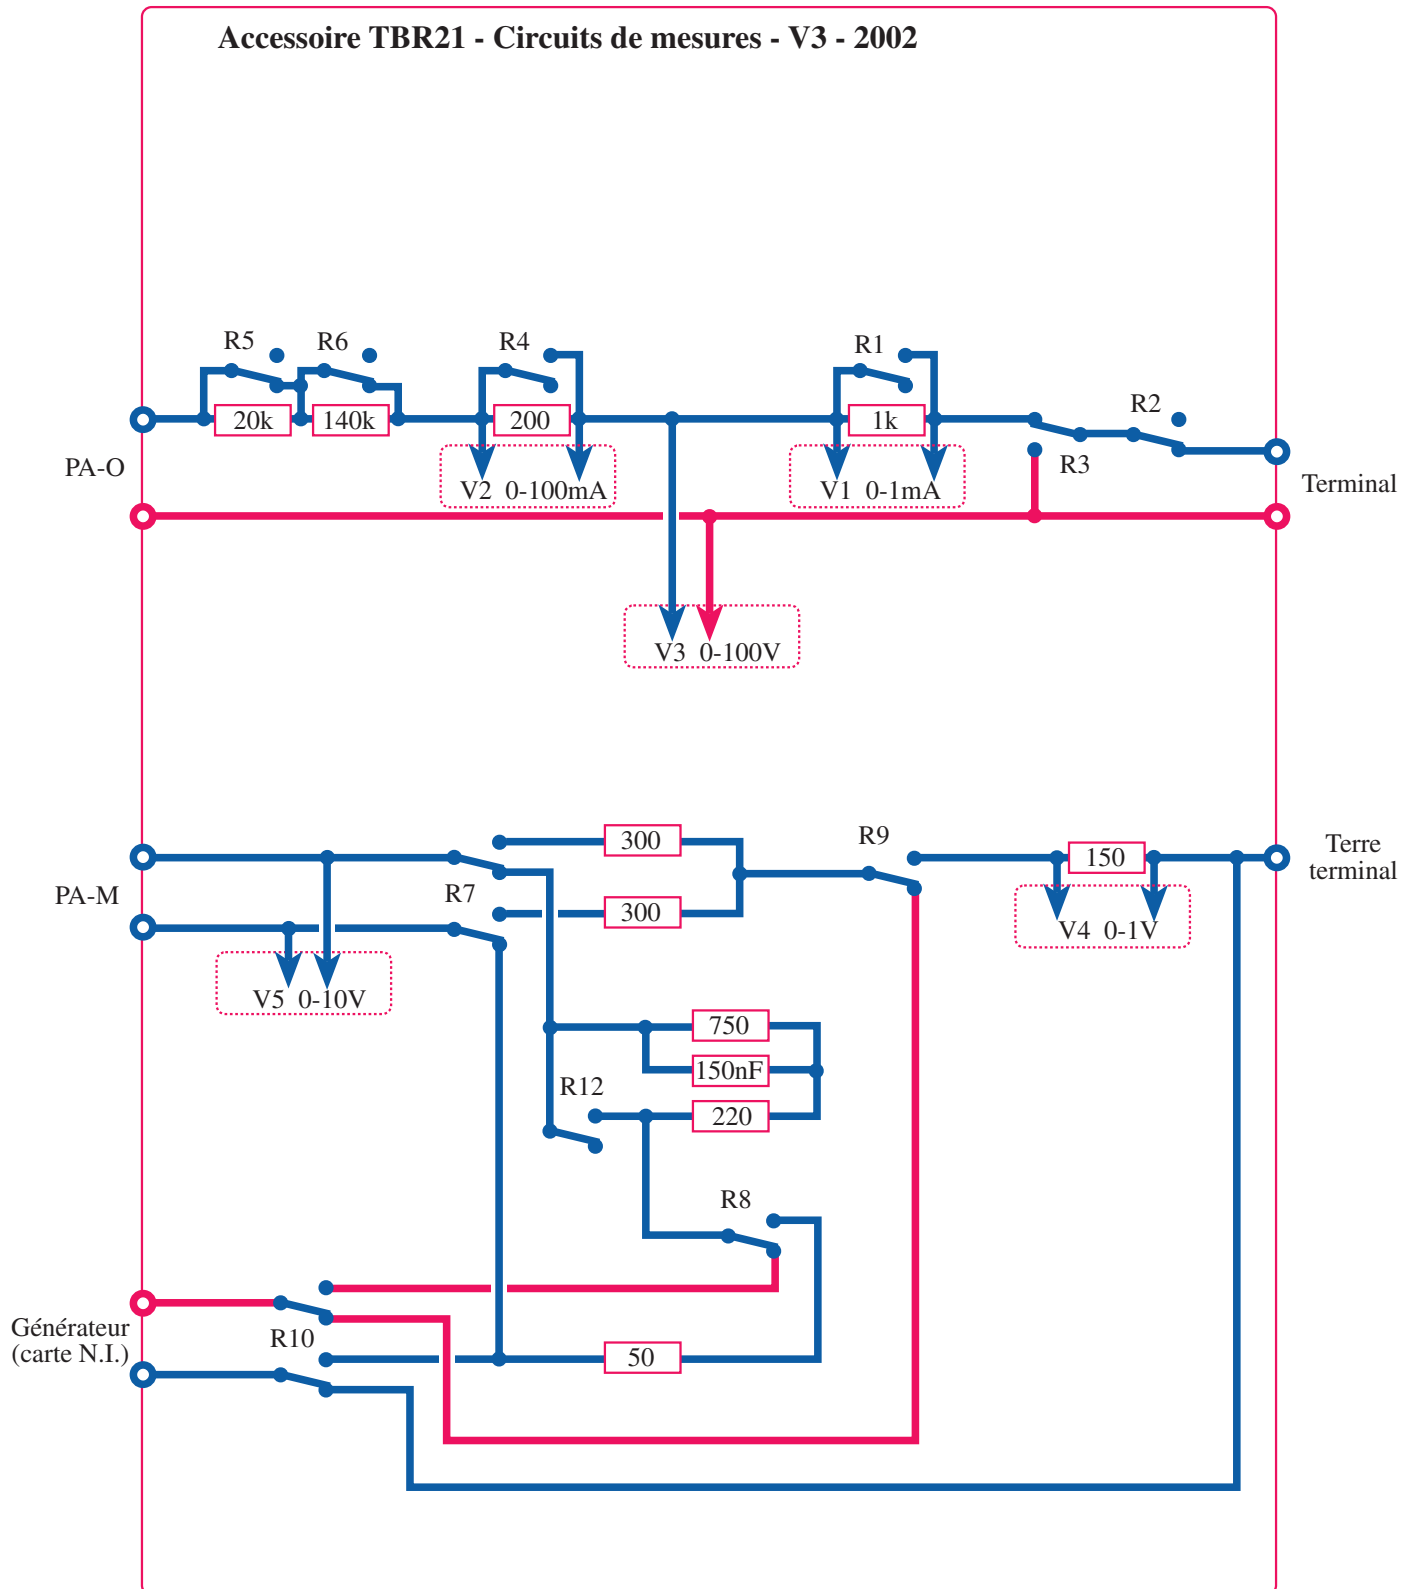 Accessoire TBR21 - Circuits de mesures - V3 - 2002
R5
R6
R4
R1
R2
20k
140k
200
1k
R3
PA-O
V2 0-100mA
V1 0-1mA
Terminal
V3 0-100V
300
R9
Terre
terminal
150
PA-M
R7
300
V4 0-1V
V5 0-10V
750
150nF
R12
220
R8
Générateur
(carte N.I.)
R10
50